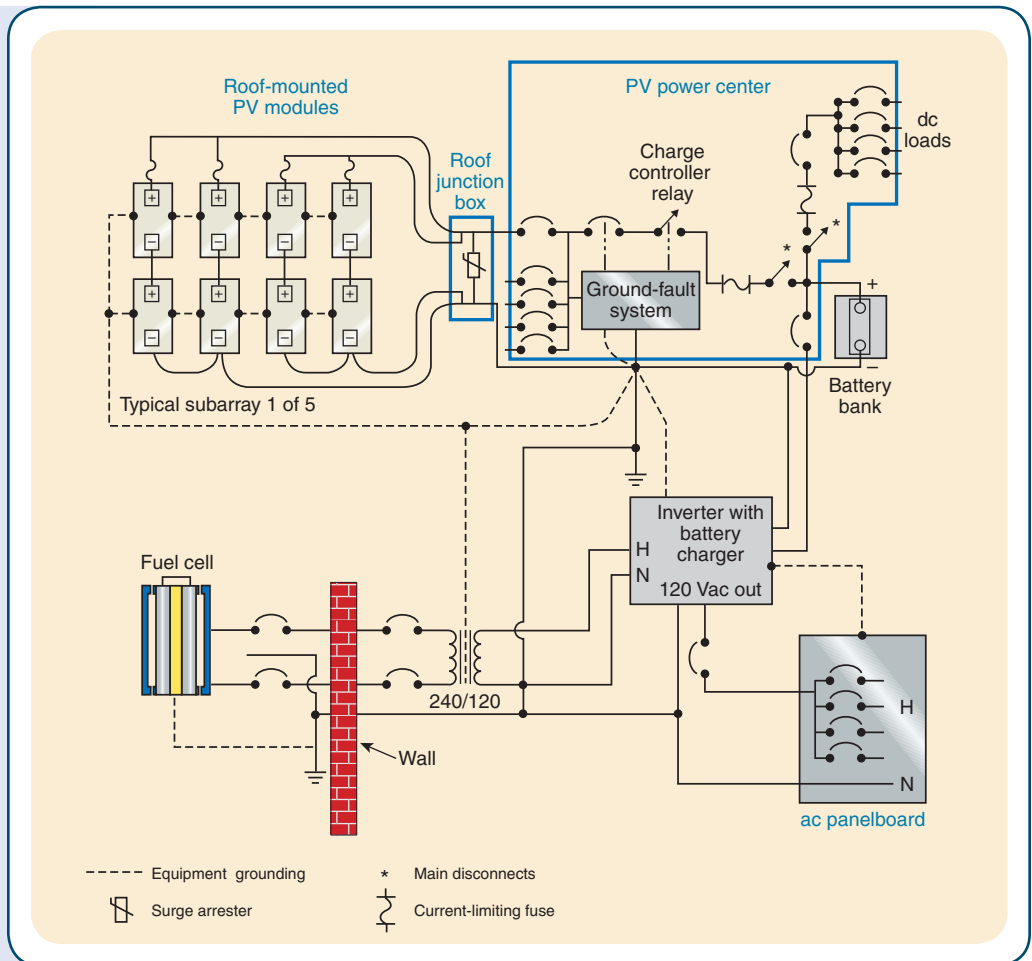 Roof-mounted
PV modules
PV power center
dc
loads
Roof
junction
box
Charge
controller
relay
*
*
+ + + +
− − − −
Ground-fault
system
+
−
Battery
bank
Typical subarray 1 of 5
Inverter with
battery
charger
H
N
120 Vac out
Fuel cell
240/120
Wall
H
N
ac panelboard
Equipment grounding
* Main disconnects
Surge arrester
Current-limiting fuse